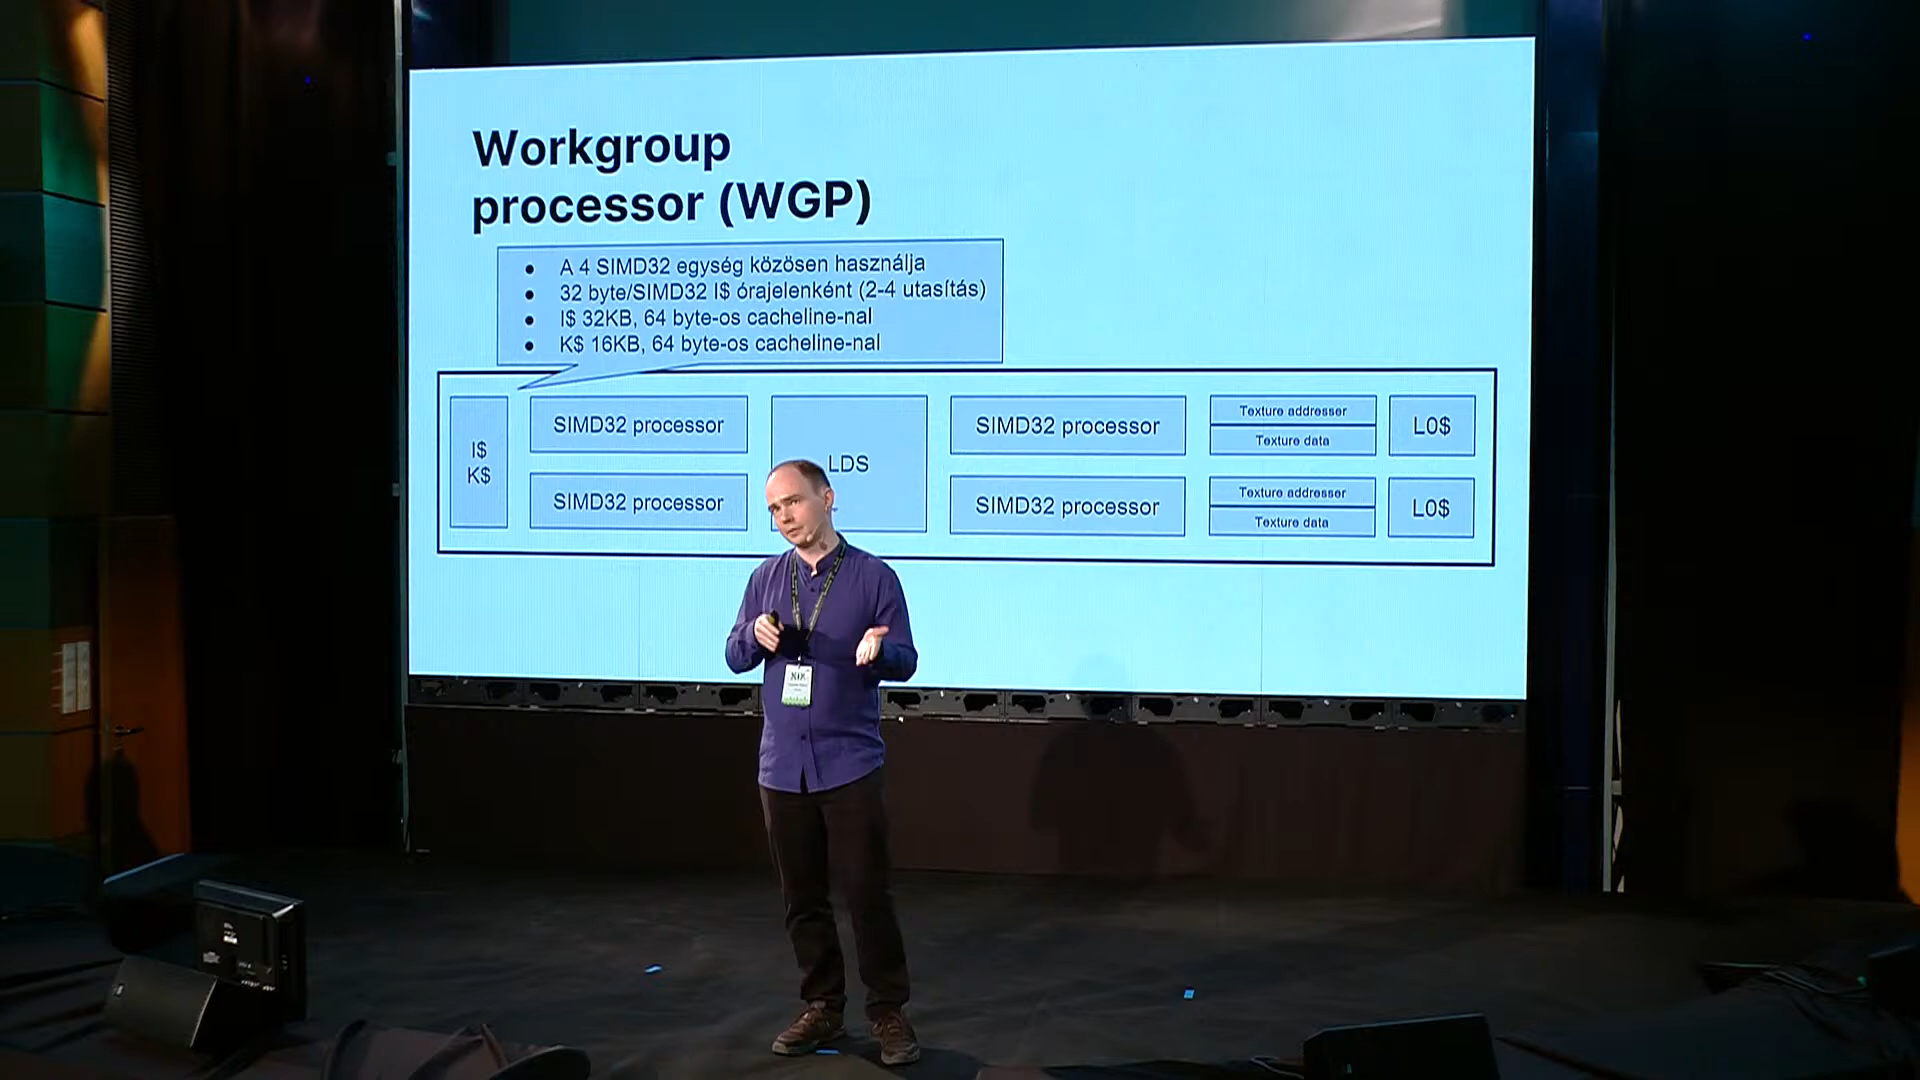 Workgroup
processor (WGP)
● A 4 SIMD32 egység közösen használja
● 32 byte/SIMD32 I$ órajelenként (2-4 utasítás)
● I$ 32KB, 64 byte-os cacheline-nal
● K$ 16KB, 64 byte-os cacheline-nal
I$
K$
SIMD32 processor
SIMD32 processor
LDS
SIMD32 processor
SIMD32 processor
Texture addresser
Texture data
L0$
Texture addresser
Texture data
L0$